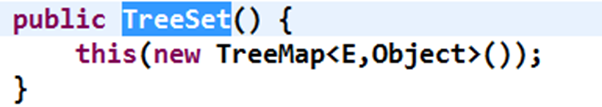 public TreeSet() {
    this(new TreeMap<E,Object>());
}